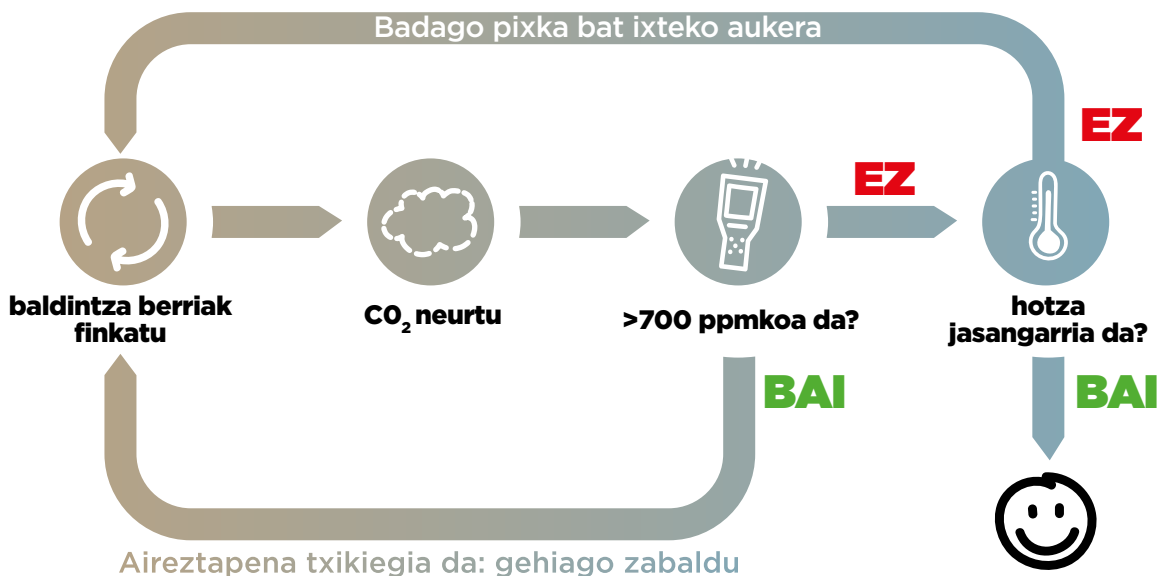 Badago pixka bat ixteko aukera
EZ
EZ
baldintza berriak
finkatu
C0₂ neurtu
>700 ppmkoa da?
hotza
jasangarria da?
BAI
BAI
Aireztapena txikiegia da: gehiago zabaldu